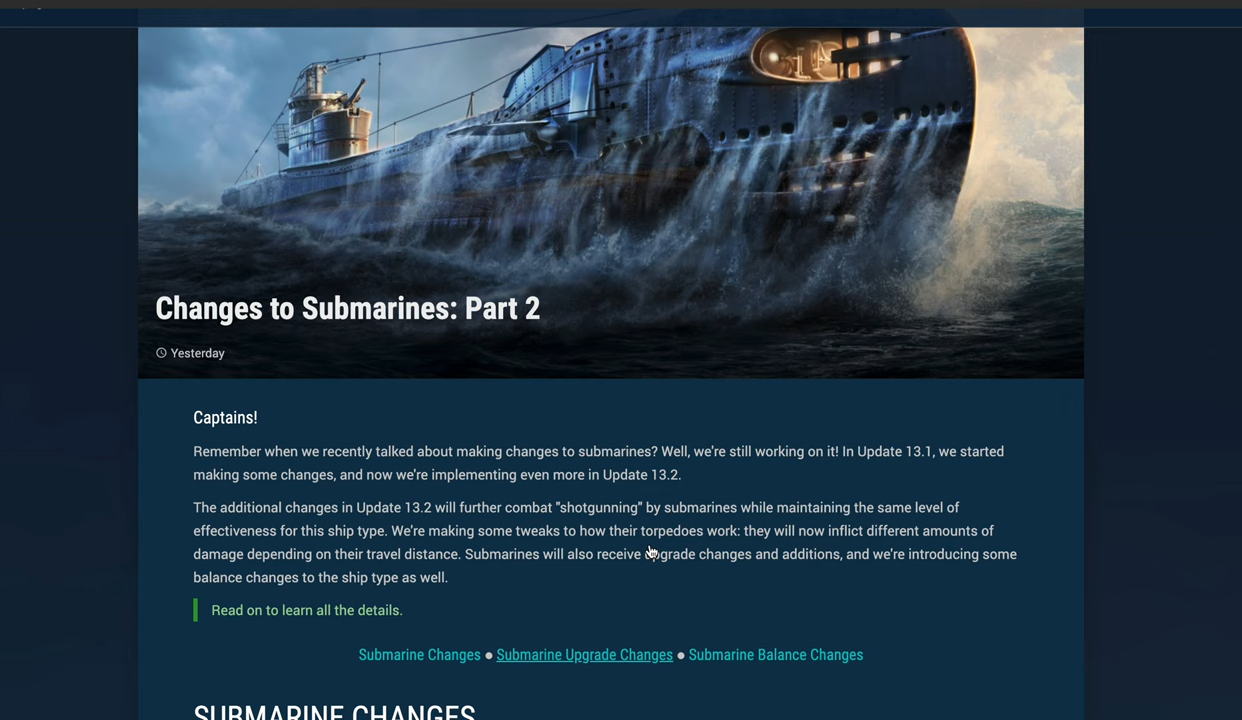 Changes to Submarines: Part 2
Yesterday
Captains!
Remember when we recently talked about making changes to submarines? Well, we're still working on it! In Update 13.1, we started
making some changes, and now we're implementing even more in Update 13.2.
The additional changes in Update 13.2 will further combat "shotgunning" by submarines while maintaining the same level of
effectiveness for this ship type. We're making some tweaks to how their torpedoes work: they will now inflict different amounts of
damage depending on their travel distance. Submarines will also receive upgrade changes and additions, and we're introducing some
balance changes to the ship type as well.
Read on to learn all the details.
Submarine Changes ● Submarine Upgrade Changes ● Submarine Balance Changes
SUBMARINE CHANGES